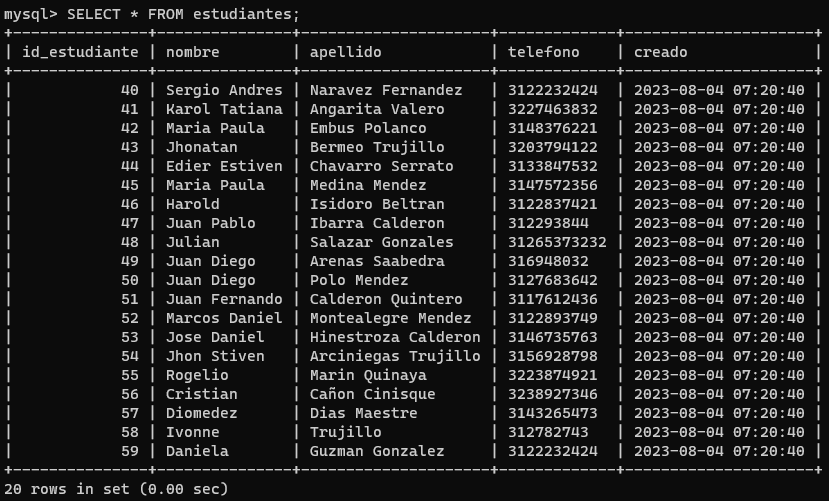 mysql> SELECT * FROM estudiantes;
+---------------+---------------+--------------------+-------------+---------------------+
| id_estudiante | nombre        | apellido           | telefono    | creado              |
+---------------+---------------+--------------------+-------------+---------------------+
|            40 | Sergio Andres | Naravez Fernandez  | 3122232424  | 2023-08-04 07:20:40 |
|            41 | Karol Tatiana | Angarita Valero    | 3227463832  | 2023-08-04 07:20:40 |
|            42 | Maria Paula   | Embus Polanco      | 3148376221  | 2023-08-04 07:20:40 |
|            43 | Jhonatan      | Bermeo Trujillo    | 3203794122  | 2023-08-04 07:20:40 |
|            44 | Edier Estiven | Chavarro Serrato   | 3133847532  | 2023-08-04 07:20:40 |
|            45 | Maria Paula   | Medina Mendez      | 3147572356  | 2023-08-04 07:20:40 |
|            46 | Harold        | Isidoro Beltran    | 3122837421  | 2023-08-04 07:20:40 |
|            47 | Juan Pablo    | Ibarra Calderon    | 312293844   | 2023-08-04 07:20:40 |
|            48 | Julian        | Salazar Gonzales   | 31265373232 | 2023-08-04 07:20:40 |
|            49 | Juan Diego    | Arenas Saabedra    | 316948032   | 2023-08-04 07:20:40 |
|            50 | Juan Diego    | Polo Mendez        | 3127683642  | 2023-08-04 07:20:40 |
|            51 | Juan Fernando | Calderon Quintero  | 3117612436  | 2023-08-04 07:20:40 |
|            52 | Marcos Daniel | Montealegre Mendez | 3122893749  | 2023-08-04 07:20:40 |
|            53 | Jose Daniel   | Hinestroza Calderon | 3146735763  | 2023-08-04 07:20:40 |
|            54 | Jhon Stiven   | Arciniegas Trujillo | 3156928798  | 2023-08-04 07:20:40 |
|            55 | Rogelio       | Marin Quinaya      | 3223874921  | 2023-08-04 07:20:40 |
|            56 | Cristian      | Cañon Cinisque     | 3238927346  | 2023-08-04 07:20:40 |
|            57 | Diomedez      | Dias Maestre       | 3143265473  | 2023-08-04 07:20:40 |
|            58 | Ivonne        | Trujillo           | 312782743   | 2023-08-04 07:20:40 |
|            59 | Daniela       | Guzman Gonzalez    | 3122232424  | 2023-08-04 07:20:40 |
+---------------+---------------+--------------------+-------------+---------------------+
20 rows in set (0.00 sec)